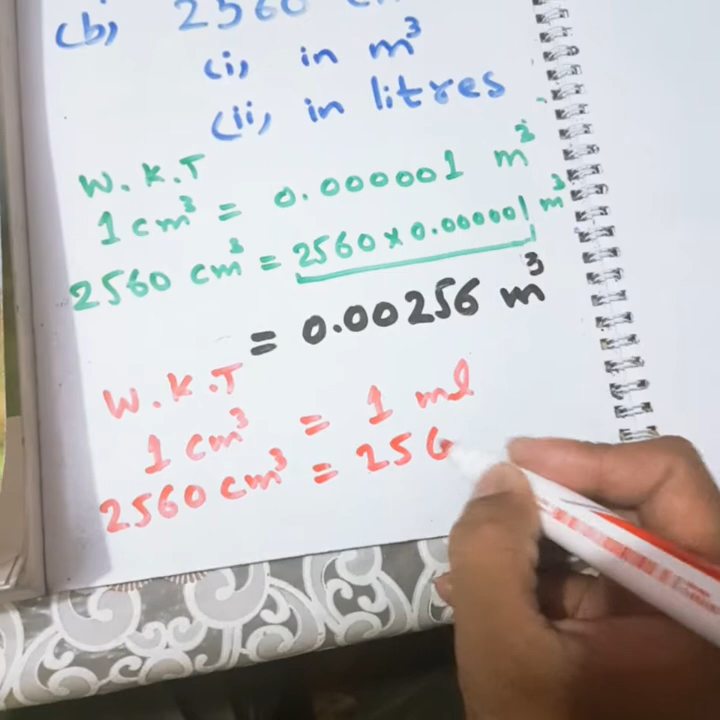 (b), 2560
(i), in m³
(ii), in litres
W.K.T
1 cm³ = 0.000001 m³
2560 cm³ = 2560 x 0.000001 m³
= 0.00256 m³
W.K.T
1 cm³ = 1 ml
2560 cm³ = 256